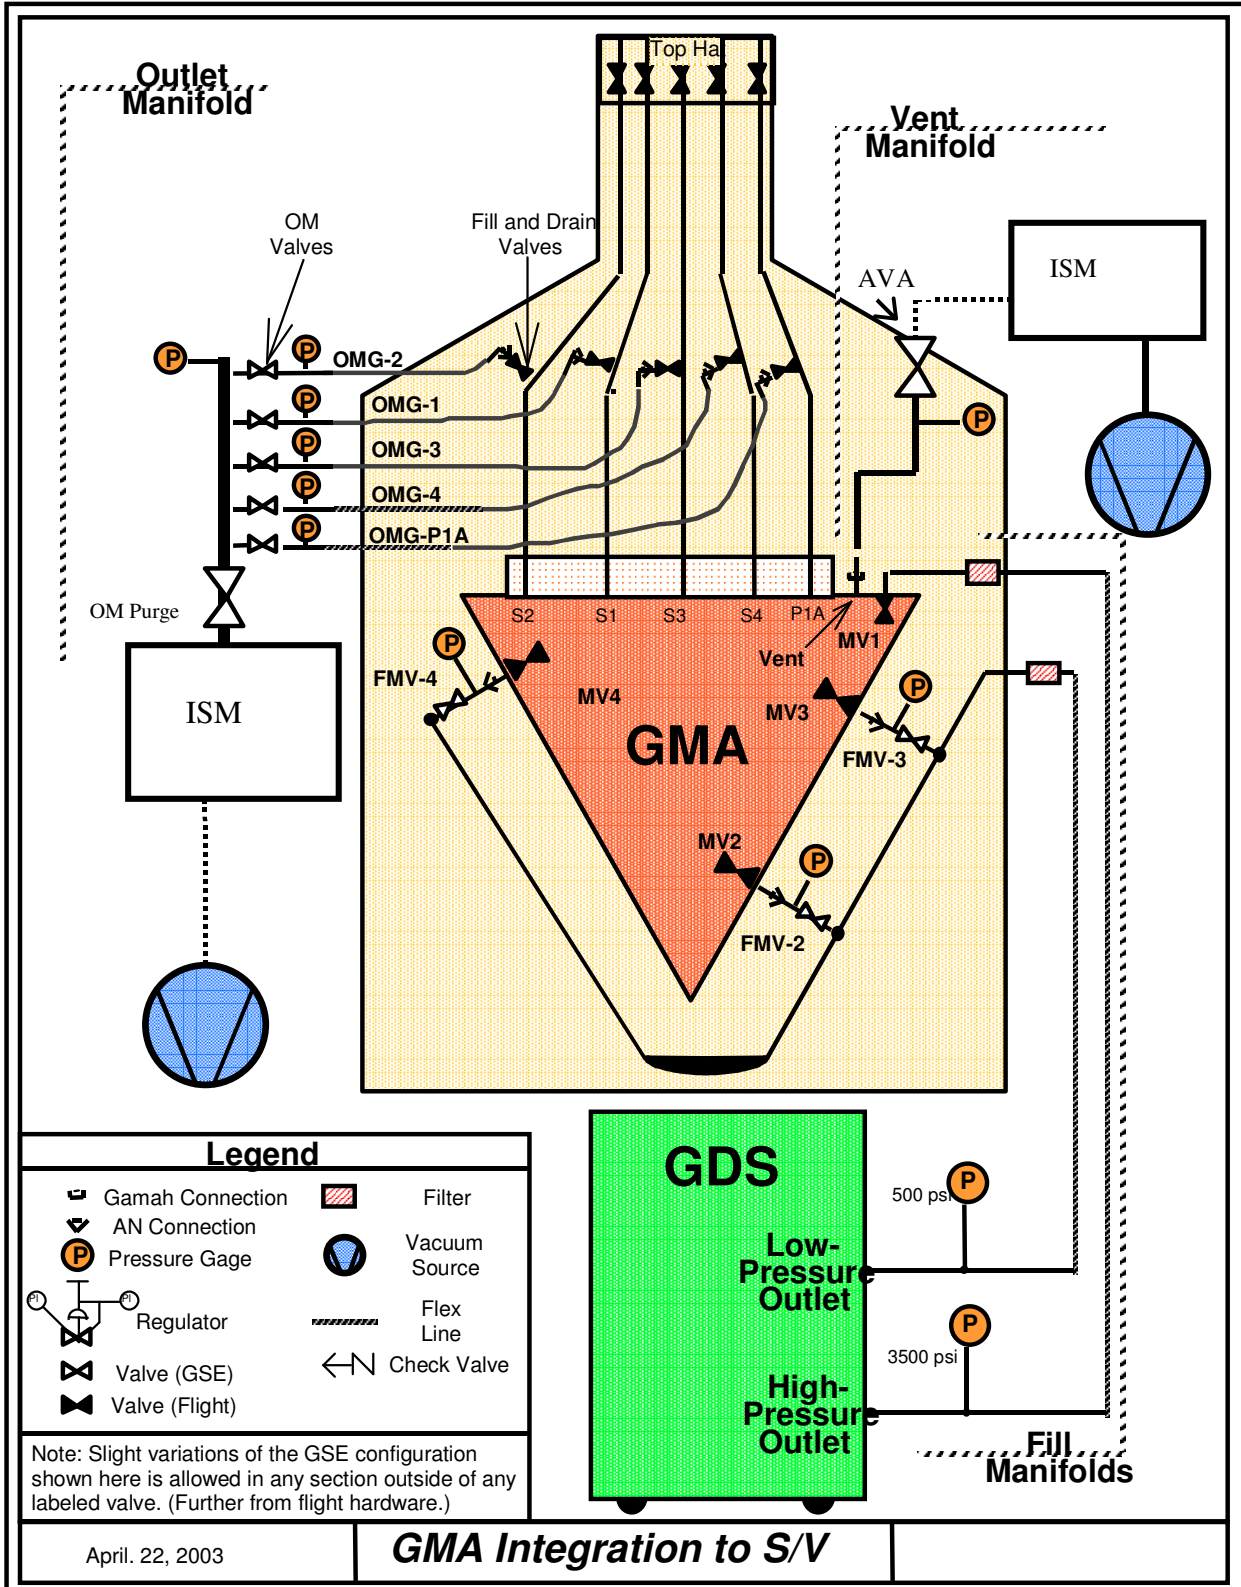 Top Ha
Outlet
Manifold
Vent
Manifold
OM
Valves
Fill and Drain
Valves
ISM
AVA
P
P
OMG-2
P
OMG-1
P
P
OMG-3
P
OMG-4
P
OMG-P1A
OM Purge
S2
S1
S3
S4
P1A
MV1
Vent
P
FMV-4
MV4
ISM
GMA
MV3
P
FMV-3
MV2
P
FMV-2
GDS
Low-
Pressure
Outlet
500 psi
P
High-
Pressure
Outlet
3500 psi
P
Fill
Manifolds
Legend
Gamah Connection
Filter
AN Connection
P
Pressure Gage
Vacuum
Source
PI
PI
Regulator
Flex
Line
Check Valve
Valve (GSE)
Valve (Flight)
Note: Slight variations of the GSE configuration
shown here is allowed in any section outside of any
labeled valve. (Further from flight hardware.)
April. 22, 2003
GMA Integration to S/V